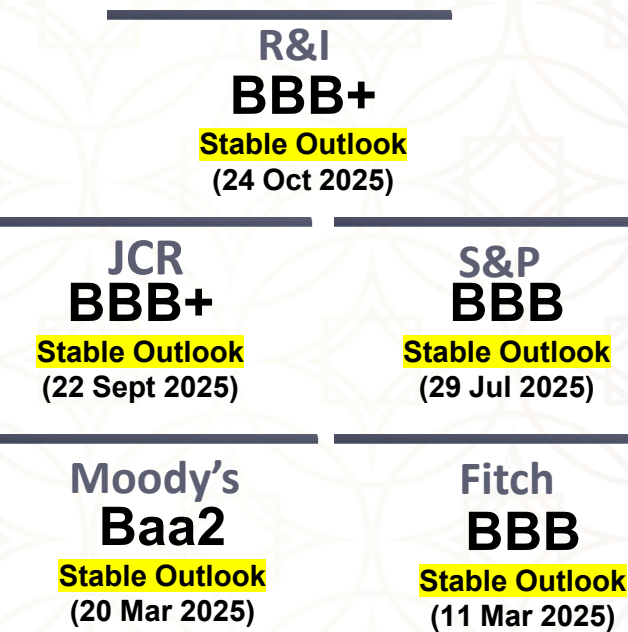 R&I
BBB+
Stable Outlook
(24 Oct 2025)
JCR
BBB+
Stable Outlook
(22 Sept 2025)
S&P
BBB
Stable Outlook
(29 Jul 2025)
Moody’s
Baa2
Stable Outlook
(20 Mar 2025)
Fitch
BBB
Stable Outlook
(11 Mar 2025)